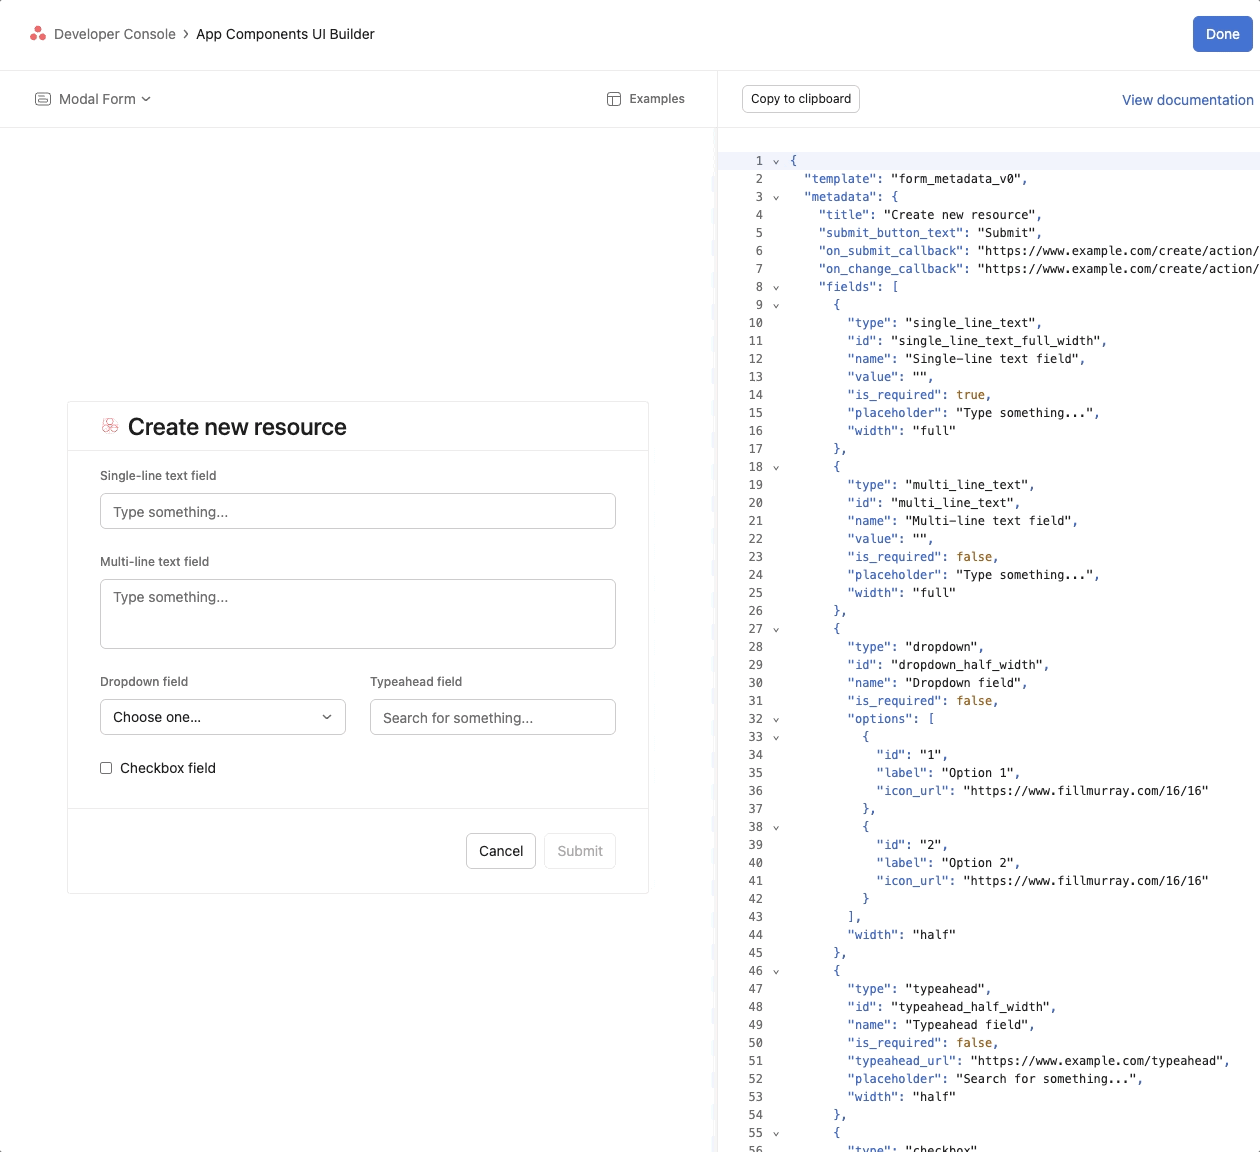 Developer Console > App Components UI Builder
Done
Modal Form
Examples
Copy to clipboard
View documentation
Create new resource
Single-line text field
Type something...
Multi-line text field
Type something...
Dropdown field
Typeahead field
Choose one...
Search for something...
Checkbox field
Cancel
Submit
1 {
2 "template": "form_metadata_v0",
3 "metadata": {
4 "title": "Create new resource",
5 "submit_button_text": "Submit",
6 "on_submit_callback": "https://www.example.com/create/action/
7 "on_change_callback": "https://www.example.com/create/action/
8 "fields": [
9 {
10 "type": "single_line_text",
11 "id": "single_line_text_full_width",
12 "name": "Single-line text field",
13 "value": "",
14 "is_required": true,
15 "placeholder": "Type something...",
16 "width": "full"
17 },
18 {
19 "type": "multi_line_text",
20 "id": "multi_line_text",
21 "name": "Multi-line text field",
22 "value": "",
23 "is_required": false,
24 "placeholder": "Type something...",
25 "width": "full"
26 },
27 {
28 "type": "dropdown",
29 "id": "dropdown_half_width",
30 "name": "Dropdown field",
31 "is_required": false,
32 "options": [
33 {
34 "id": "1",
35 "label": "Option 1",
36 "icon_url": "https://www.fillmurray.com/16/16"
37 },
38 {
39 "id": "2",
40 "label": "Option 2",
41 "icon_url": "https://www.fillmurray.com/16/16"
42 }
43 ],
44 "width": "half"
45 },
46 {
47 "type": "typeahead",
48 "id": "typeahead_half_width",
49 "name": "Typeahead field",
50 "is_required": false,
51 "typeahead_url": "https://www.example.com/typeahead",
52 "placeholder": "Search for something...",
53 "width": "half"
54 },
55 {
56 "type": "checkbox"